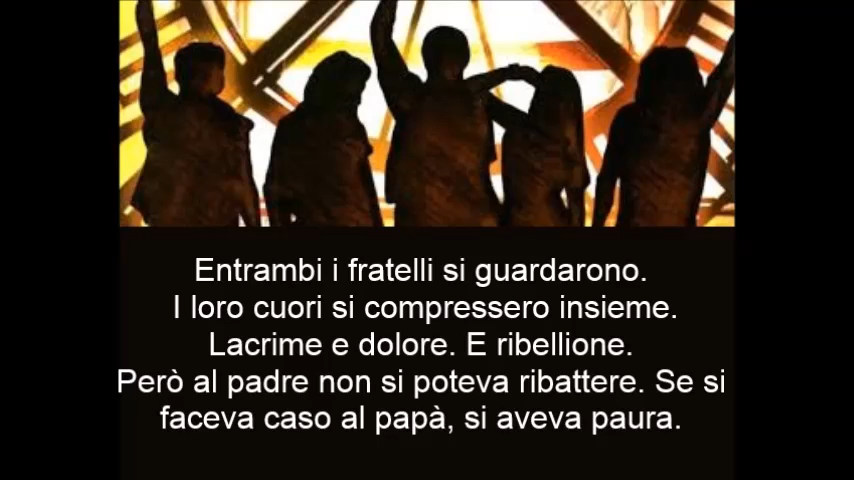 Entrambi i fratelli si guardarono.
I loro cuori si compressero insieme.
Lacrime e dolore. E ribellione.
Però al padre non si poteva ribattere. Se si
faceva caso al papà, si aveva paura.